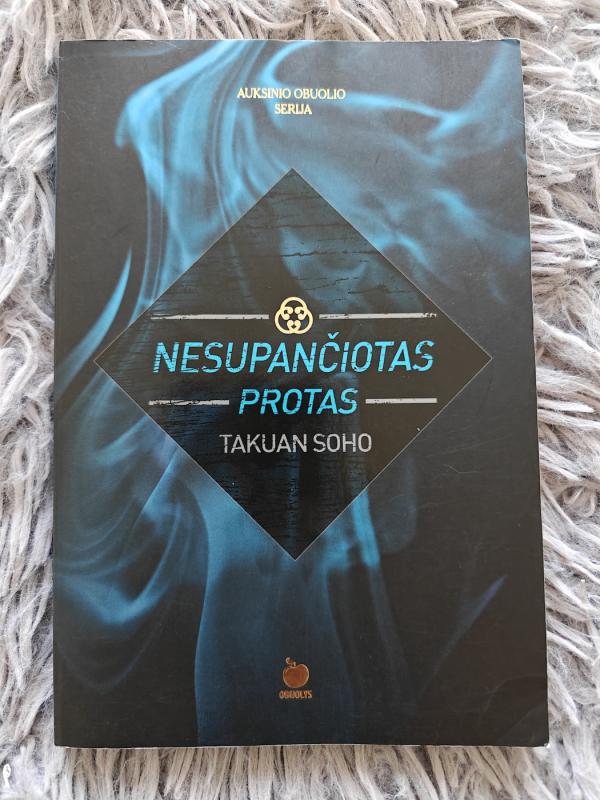 AUKSINIO OBUOLIO
SERIJA
NESUPANČIOTAS
PROTAS
TAKUAN SOHO
OBUOLYS